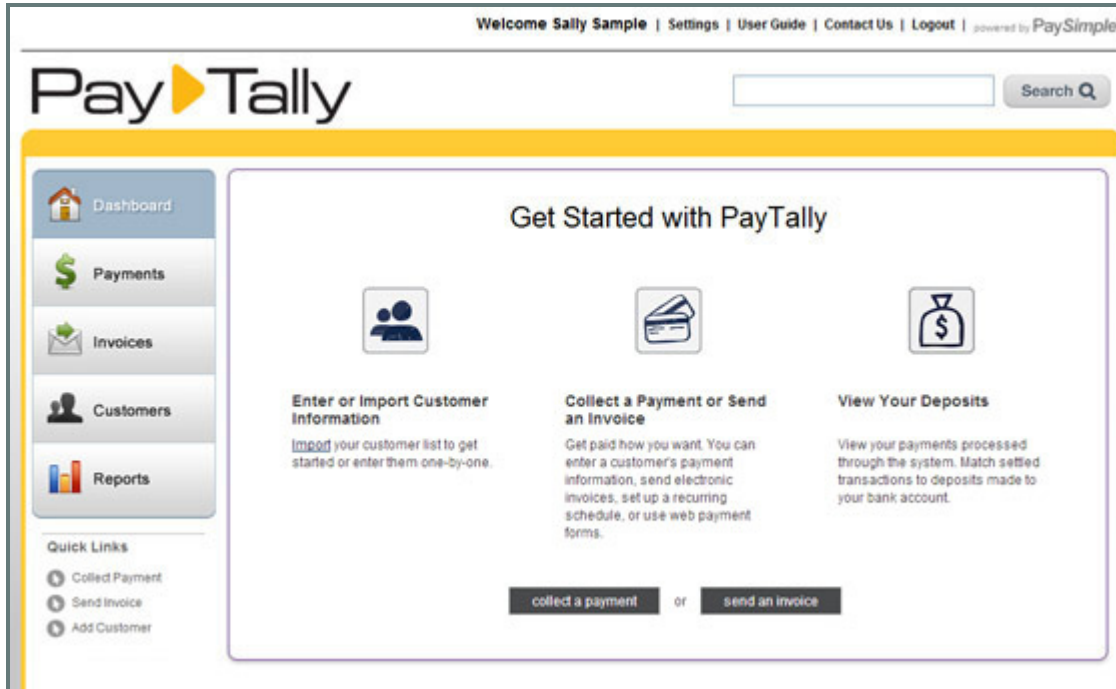 Welcome Sally Sample | Settings | User Guide | Contact Us | Logout | powered by PaySimple
Pay Tally
Search
Dashboard
Payments
Invoices
Customers
Reports
Quick Links
Collect Payment
Send Invoice
Add Customer
Get Started with PayTally
Enter or Import Customer
Information
Import your customer list to get
started or enter them one-by-one.
Collect a Payment or Send
an Invoice
Get paid how you want. You can
enter a customer's payment
information, send electronic
invoices, set up a recurring
schedule, or use web payment
forms.
$
View Your Deposits
View your payments processed
through the system. Match settled
transactions to deposits made to
your bank account.
collect a payment or send an invoice